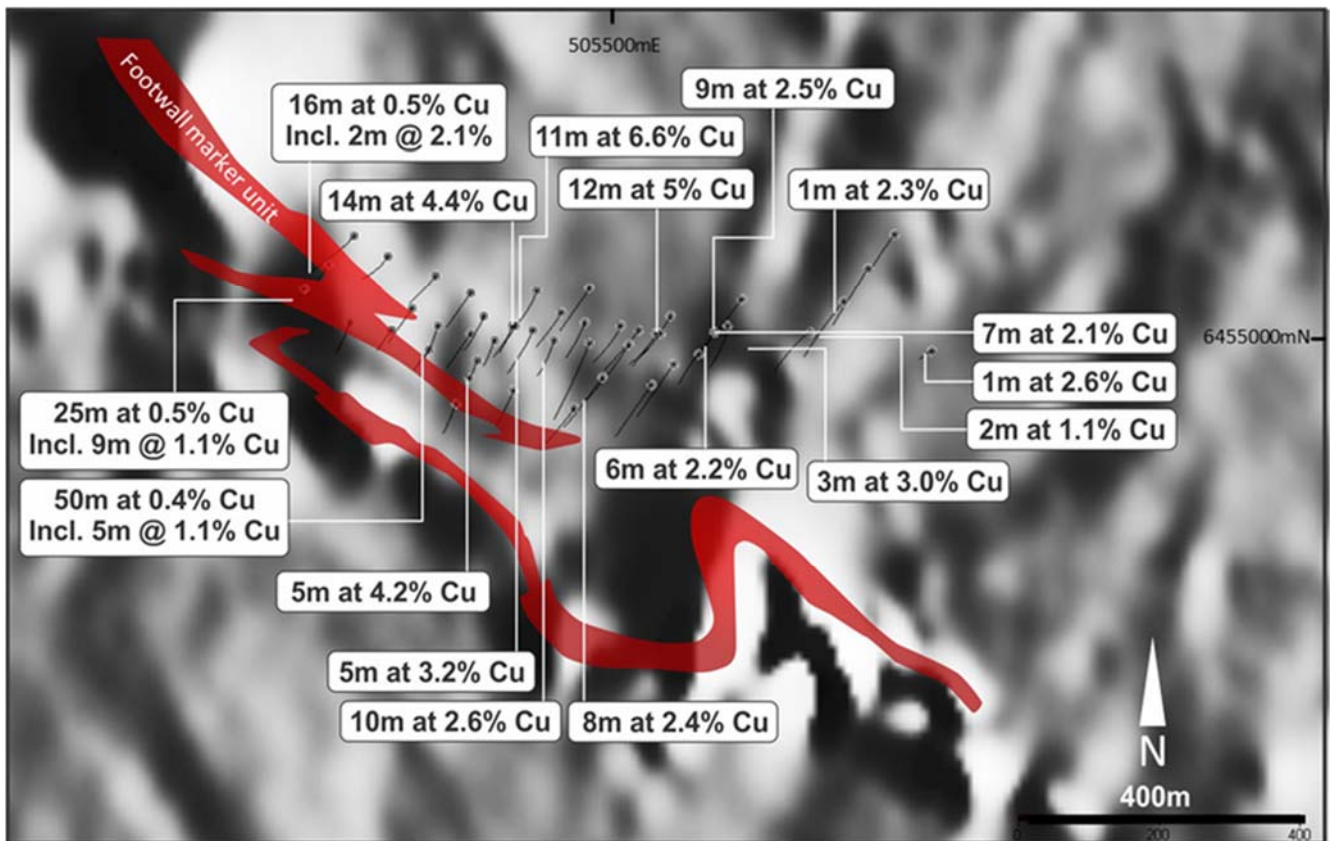 505500mE
Footwall marker unit
16m at 0.5% Cu
Incl. 2m @ 2.1%
9m at 2.5% Cu
11m at 6.6% Cu
14m at 4.4% Cu
12m at 5% Cu
1m at 2.3% Cu
6455000mN
7m at 2.1% Cu
1m at 2.6% Cu
2m at 1.1% Cu
25m at 0.5% Cu
Incl. 9m @ 1.1% Cu
6m at 2.2% Cu
3m at 3.0% Cu
50m at 0.4% Cu
Incl. 5m @ 1.1% Cu
5m at 4.2% Cu
5m at 3.2% Cu
10m at 2.6% Cu
8m at 2.4% Cu
N
400m
0 200 400